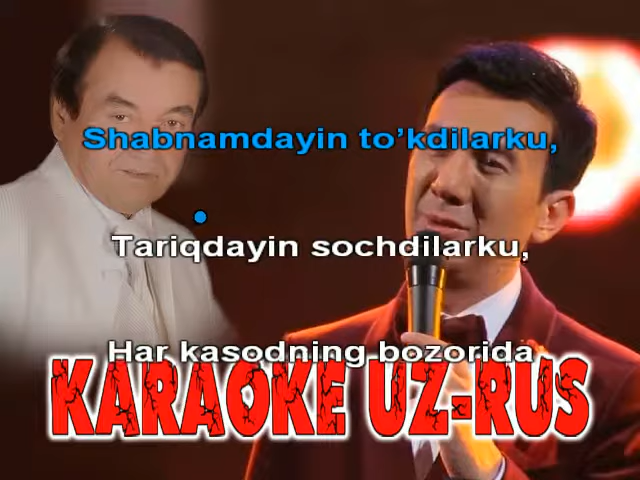 Shabnamdayin to’kdilarku,
Tariqdayin sochdilarku,
Har kasodning bozorida
KARAOKE UZ-RUS